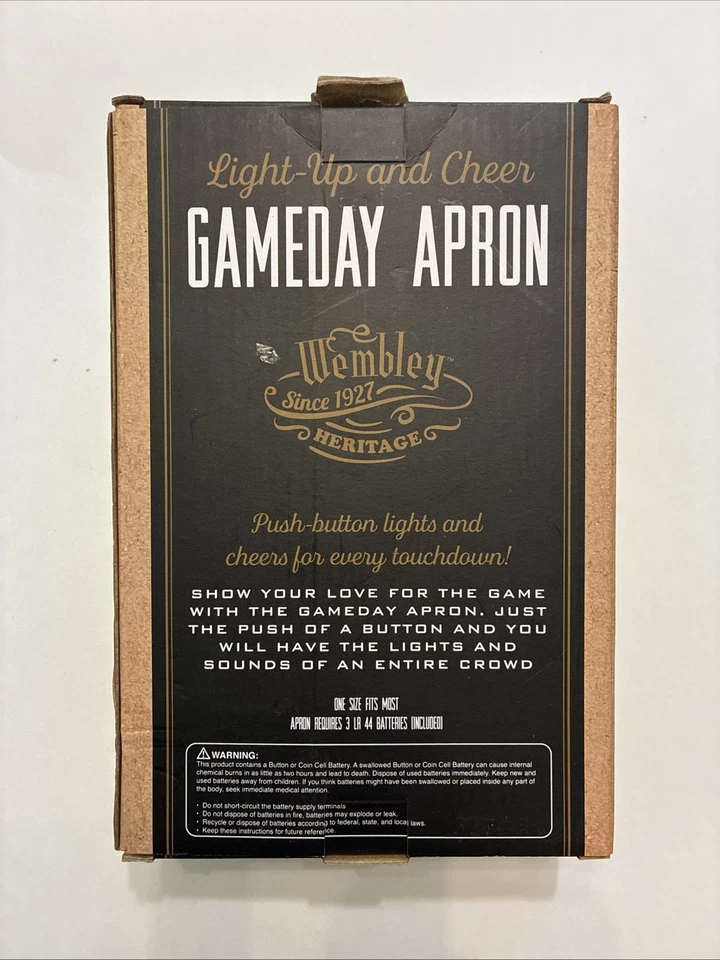 Light-Up and Cheer
GAMEDAY APRON
Wembley™
Since 1927
HERITAGE
Push-button lights and
cheers for every touchdown!
SHOW YOUR LOVE FOR THE GAME
WITH THE GAMEDAY APRON. JUST
THE PUSH OF A BUTTON AND YOU
WILL HAVE THE LIGHTS AND
SOUNDS OF AN ENTIRE CROWD
ONE SIZE FITS MOST
APRON REQUIRES 3 LR 44 BATTERIES (INCLUDED)
⚠WARNING:
This product contains a Button or Coin Cell Battery. A swallowed Button or Coin Cell Battery can cause internal
chemical burns in as little as two hours and lead to death. Dispose of used batteries immediately. Keep new and
used batteries away from children. If you think batteries might have been swallowed or placed inside any part of
the body, seek immediate medical attention.
• Do not short-circuit the battery supply terminals
• Do not dispose of batteries in fire, batteries may explode or leak.
• Recycle or dispose of batteries according to federal, state, and local laws.
• Keep these instructions for future reference.